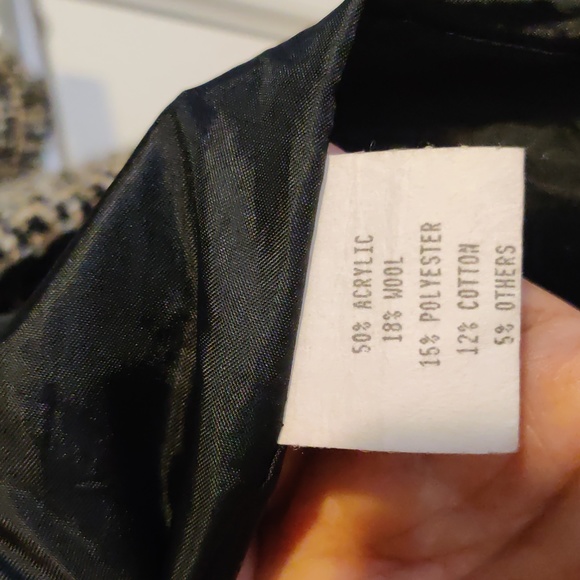 50% ACRYLIC
18% WOOL
15% POLYESTER
12% COTTON
5% OTHERS